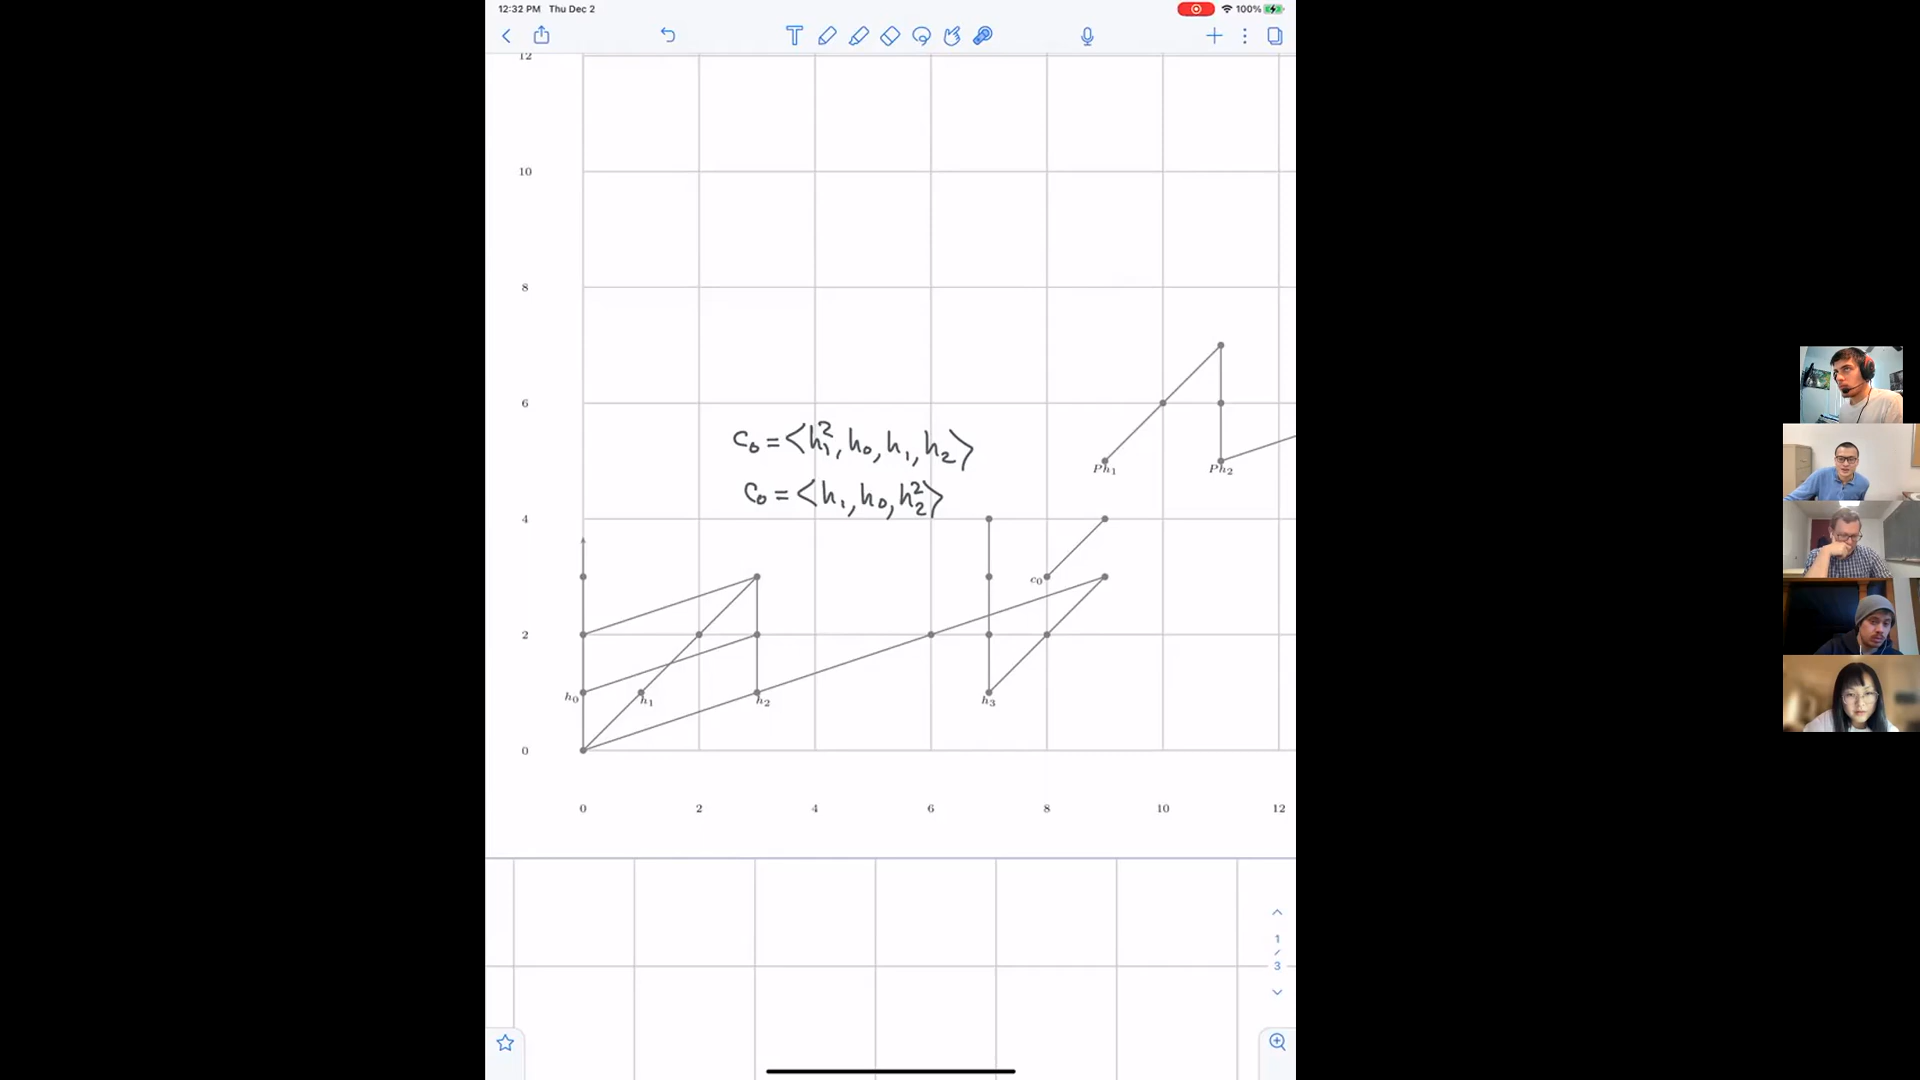 12:32 PM Thu Dec 2
100%
T
12
10
8
6
c₀ = ⟨h₁², h₀, h₁, h₂⟩
Ph₁ Ph₂
c₀ = ⟨h₁, h₀, h₂²⟩
4
c₀
2
h₀ h₁ h₂ h₃
0
0 2 4 6 8 10 12
1
/
3